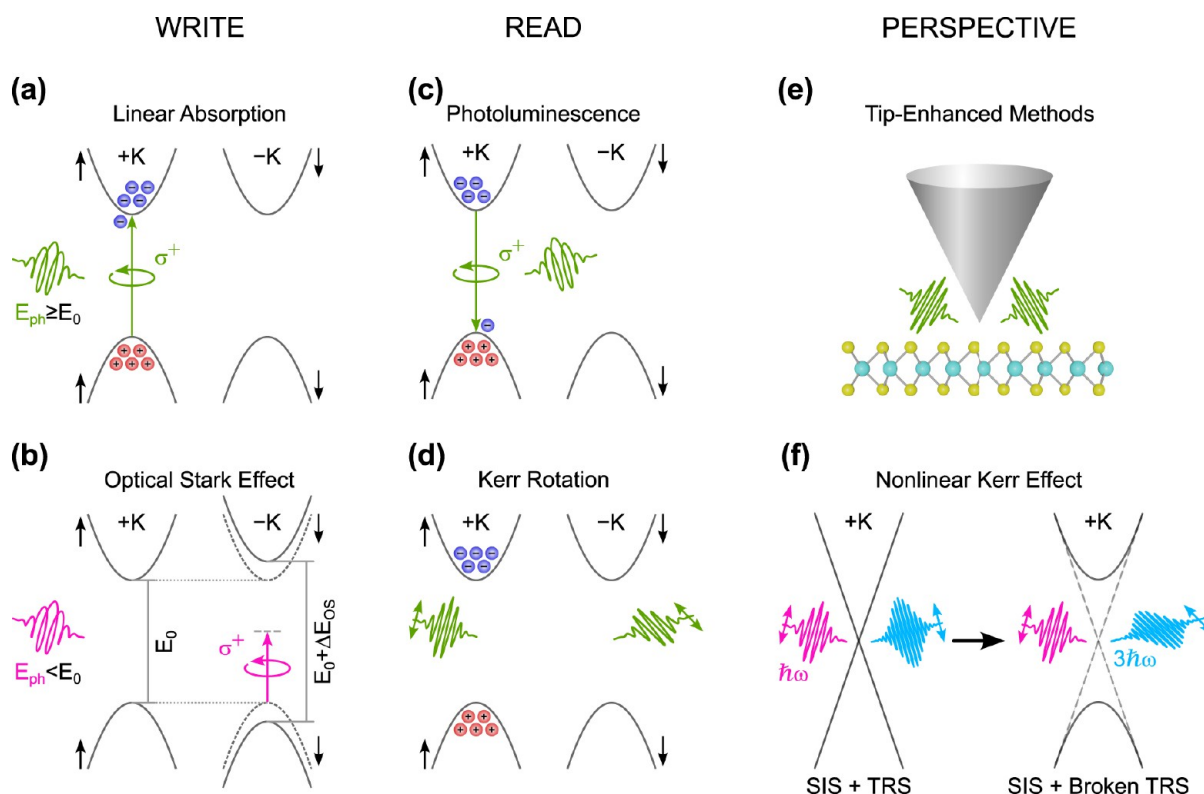 WRITE
READ
PERSPECTIVE
(a)
Linear Absorption
+K
−K
σ⁺
E_ph≥E_0
(c)
Photoluminescence
+K
−K
σ⁺
(e)
Tip-Enhanced Methods
(b)
Optical Stark Effect
+K
−K
E_ph<E_0
E_0
σ⁺
E_0+ΔE_OS
(d)
Kerr Rotation
+K
−K
(f)
Nonlinear Kerr Effect
+K
+K
ℏω
3ℏω
SIS + TRS
SIS + Broken TRS